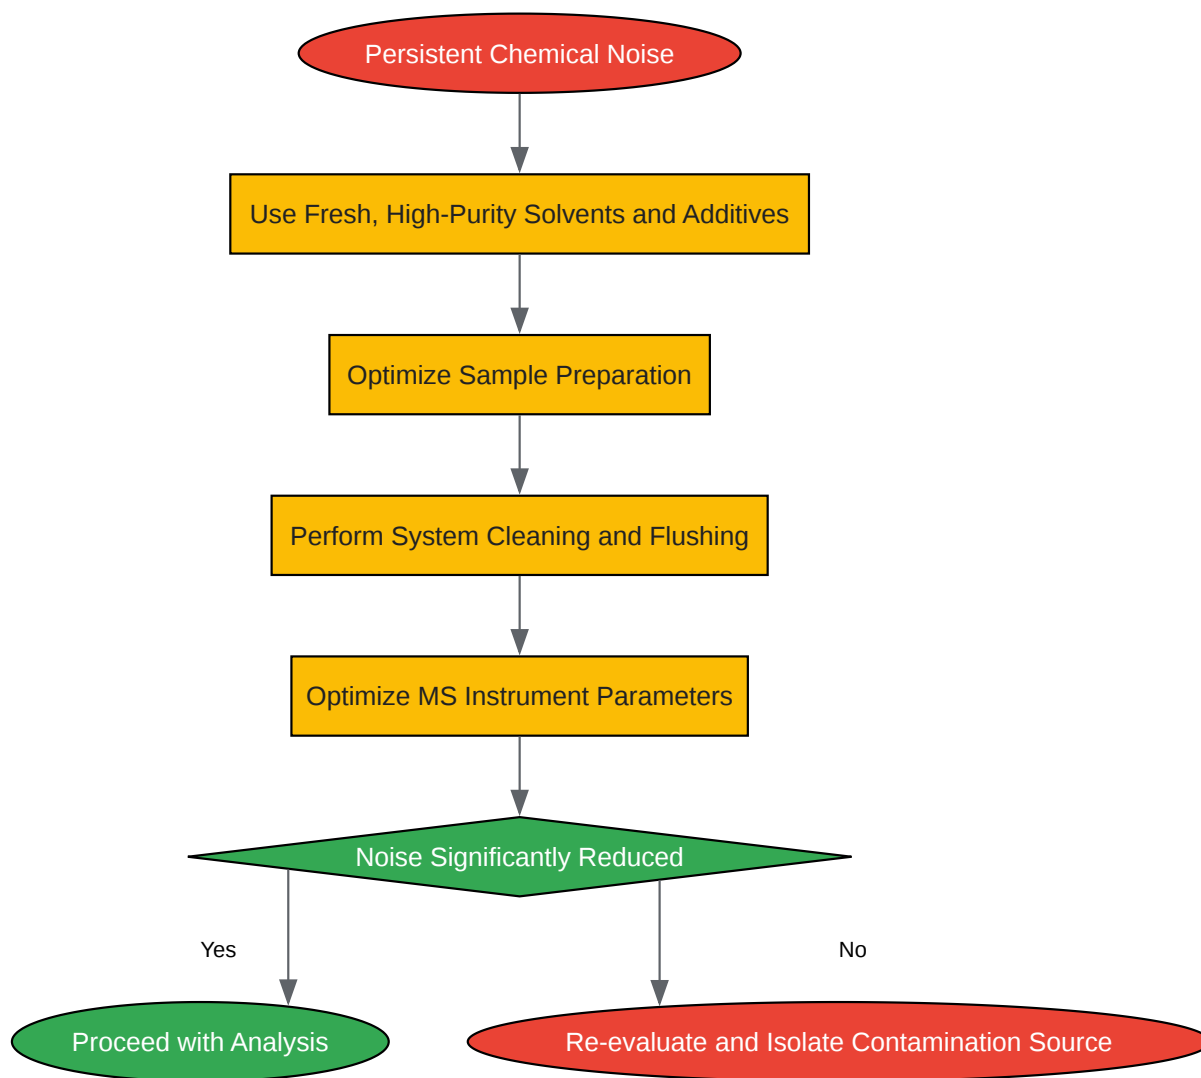 Persistent Chemical Noise
Use Fresh, High-Purity Solvents and Additives
Optimize Sample Preparation
Perform System Cleaning and Flushing
Optimize MS Instrument Parameters
Noise Significantly Reduced
Yes
No
Proceed with Analysis
Re-evaluate and Isolate Contamination Source